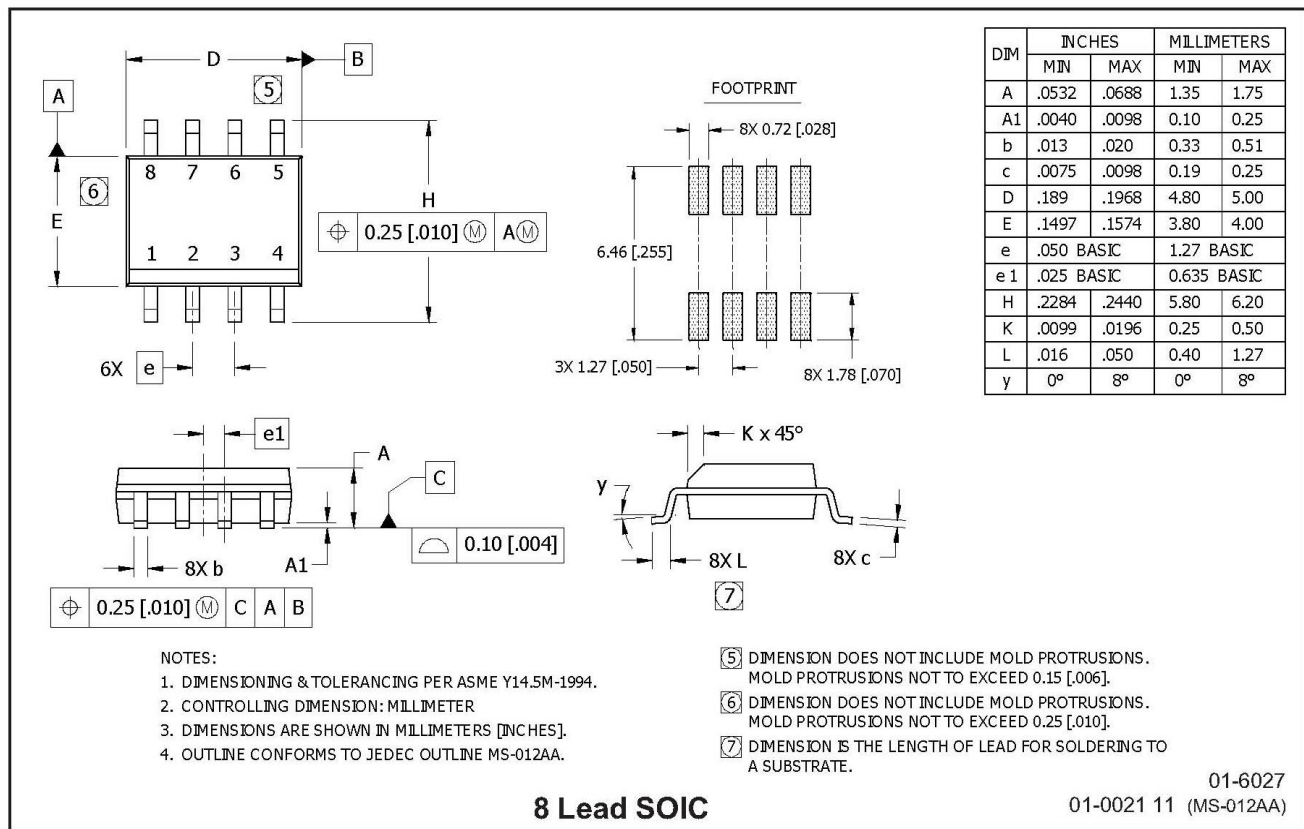 D
B
5
A
8 7 6 5
6
E
1 2 3 4
H
0.25 [.010] Ⓜ A Ⓜ
6X e
FOOTPRINT
8X 0.72 [.028]
6.46 [.255]
3X 1.27 [.050]
8X 1.78 [.070]
DIM INCHES MILLIMETERS
MIN MAX MIN MAX
A .0532 .0688 1.35 1.75
A1 .0040 .0098 0.10 0.25
b .013 .020 0.33 0.51
c .0075 .0098 0.19 0.25
D .189 .1968 4.80 5.00
E .1497 .1574 3.80 4.00
e .050 BASIC 1.27 BASIC
e1 .025 BASIC 0.635 BASIC
H .2284 .2440 5.80 6.20
K .0099 .0196 0.25 0.50
L .016 .050 0.40 1.27
y 0° 8° 0° 8°
e1
A
C
0.10 [.004]
8X b
A1
0.25 [.010] Ⓜ C A B
K x 45°
y
8X L
8X c
7
NOTES:
1. DIMENSIONING & TOLERANCING PER ASME Y14.5M-1994.
2. CONTROLLING DIMENSION: MILLIMETER
3. DIMENSIONS ARE SHOWN IN MILLIMETERS [INCHES].
4. OUTLINE CONFORMS TO JEDEC OUTLINE MS-012AA.
5 DIMENSION DOES NOT INCLUDE MOLD PROTRUSIONS.
MOLD PROTRUSIONS NOT TO EXCEED 0.15 [.006].
6 DIMENSION DOES NOT INCLUDE MOLD PROTRUSIONS.
MOLD PROTRUSIONS NOT TO EXCEED 0.25 [.010].
7 DIMENSION IS THE LENGTH OF LEAD FOR SOLDERING TO
A SUBSTRATE.
8 Lead SOIC
01-6027
01-0021 11 (MS-012AA)